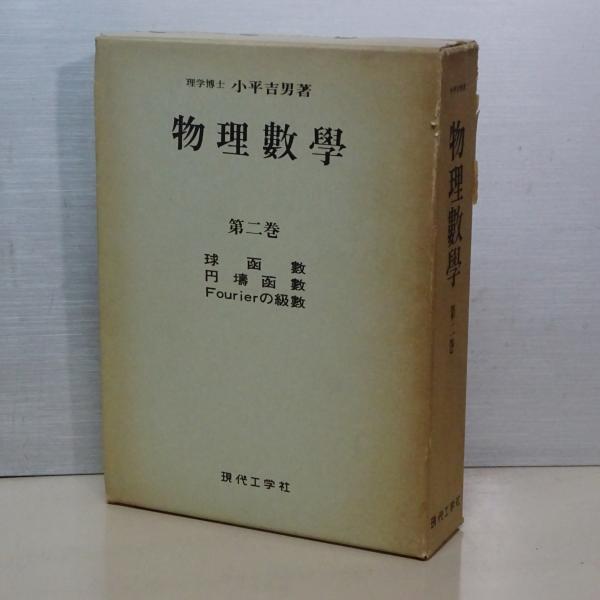 理学博士 小平吉男著
物理數學
第二巻
球函數
円壔函數
Fourierの級數
現代工学社
物理數學
第二巻
現代工学社